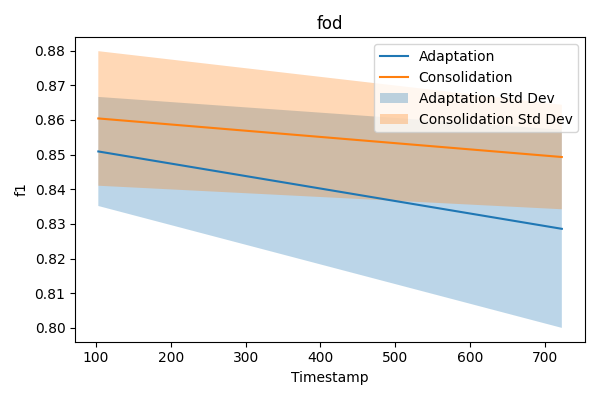 fod
0.88
0.87
0.86
0.85
0.84
0.83
0.82
0.81
0.80
f1
Adaptation
Consolidation
Adaptation Std Dev
Consolidation Std Dev
100 200 300 400 500 600 700
Timestamp